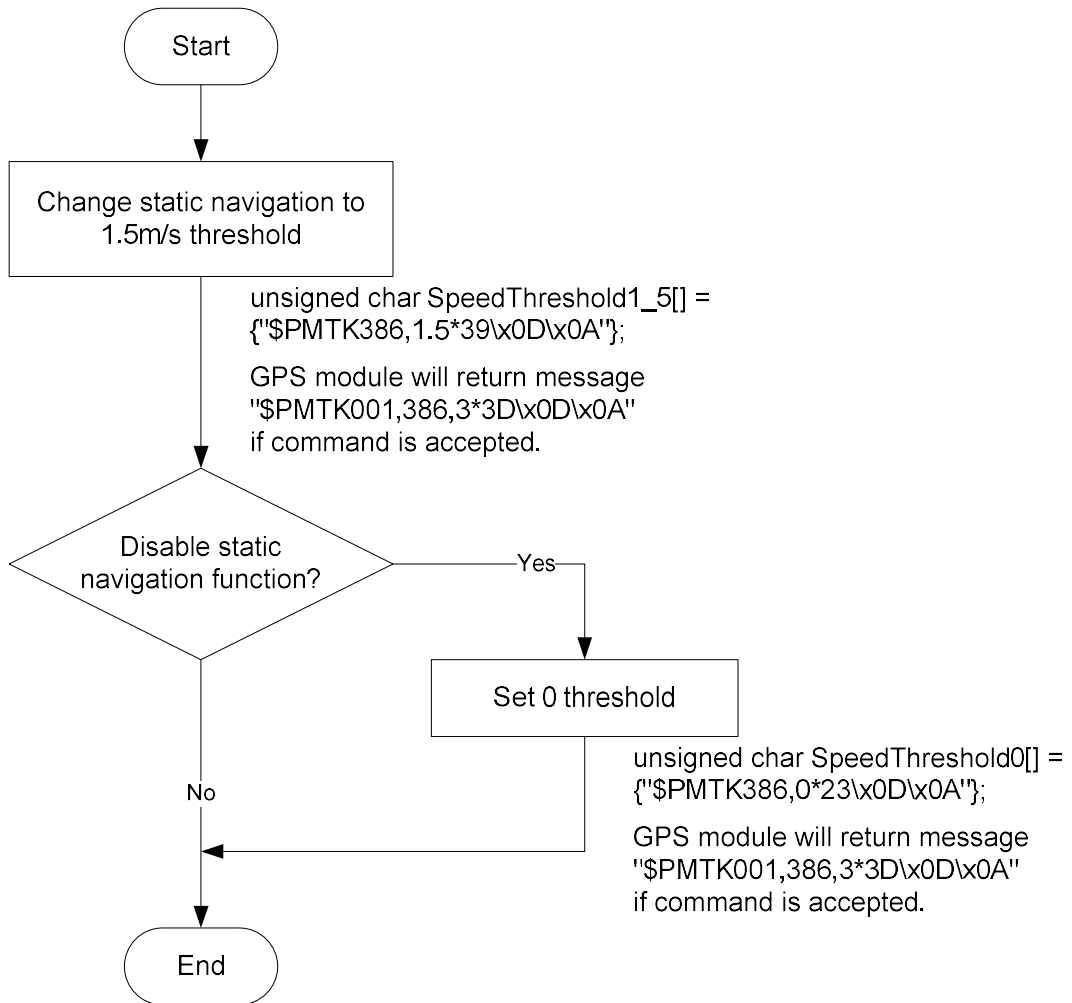 Start
Change static navigation to
1.5m/s threshold
unsigned char SpeedThreshold1_5[] =
{"$PMTK386,1.5*39\x0D\x0A"};
GPS module will return message
"$PMTK001,386,3*3D\x0D\x0A"
if command is accepted.
Disable static
navigation function?
Yes
Set 0 threshold
unsigned char SpeedThreshold0[] =
{"$PMTK386,0*23\x0D\x0A"};
No
GPS module will return message
"$PMTK001,386,3*3D\x0D\x0A"
if command is accepted.
End